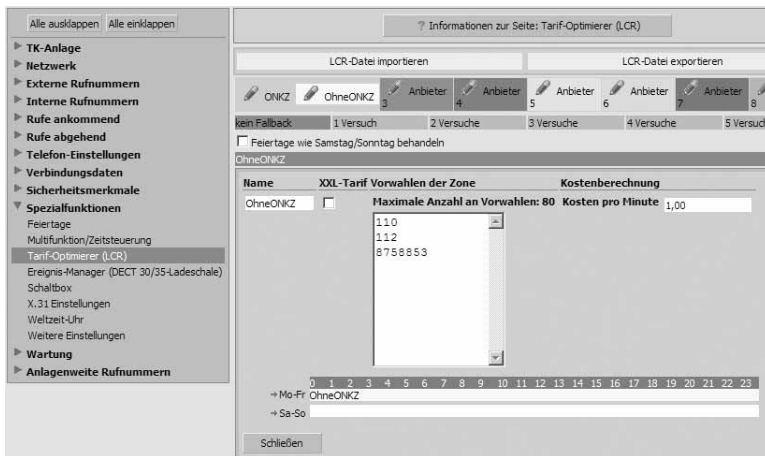 Alle ausklappen Alle einklappen
TK-Anlage
Netzwerk
Externe Rufnummern
Interne Rufnummern
Rufe ankommend
Rufe abgehend
Telefon-Einstellungen
Verbindungsdaten
Sicherheitsmerkmale
Spezialfunktionen
Feiertage
Multifunktion/Zeitsteuerung
Tarif-Optimierer (LCR)
Ereignis-Manager (DECT 30/35-Ladeschale)
Schaltbox
X.31 Einstellungen
Weltzeit-Uhr
Weitere Einstellungen
Wartung
Anlagenweite Rufnummern
? Informationen zur Seite: Tarif-Optimierer (LCR)
LCR-Datei importieren LCR-Datei exportieren
ONKZ OhneONKZ Anbieter 3 Anbieter 4 Anbieter 5 Anbieter 6 Anbieter 7 8
kein Fallback 1 Versuch 2 Versuche 3 Versuche 4 Versuche 5 Versuch
Feiertage wie Samstag/Sonntag behandeln
OhneONKZ
Name XXL-Tarif Vorwahlen der Zone Kostenberechnung
OhneONKZ Maximale Anzahl an Vorwahlen: 80 Kosten pro Minute 1,00
110
112
8758853
0 1 2 3 4 5 6 7 8 9 10 11 12 13 14 15 16 17 18 19 20 21 22 23
Mo-Fr OhneONKZ
Sa-So
Schließen